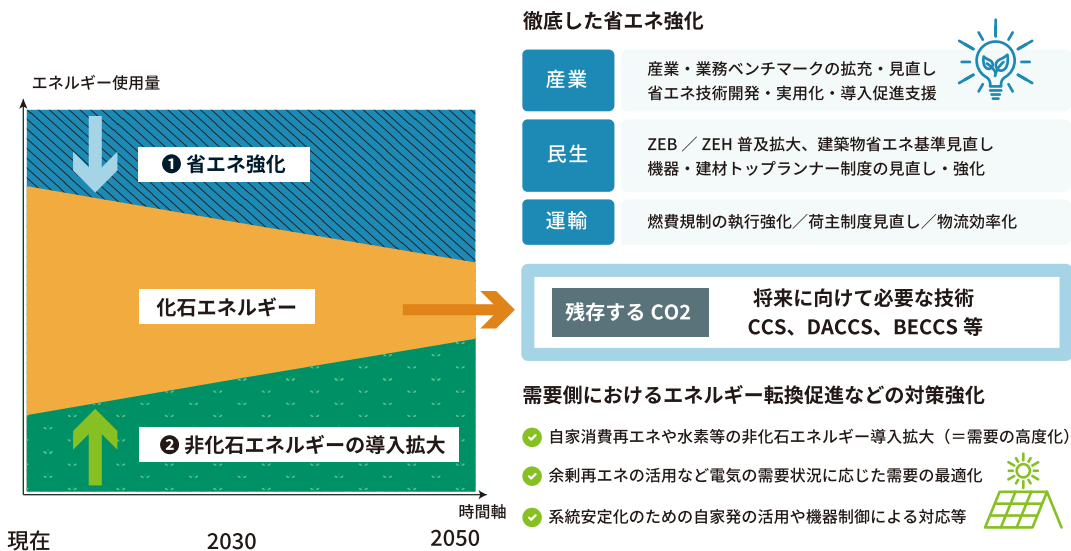 エネルギー使用量
❶ 省エネ強化
化石エネルギー
❷ 非化石エネルギーの導入拡大
時間軸
現在
2030
2050
徹底した省エネ強化
産業
産業・業務ベンチマークの拡充・見直し
省エネ技術開発・実用化・導入促進支援
民生
ZEB ／ ZEH 普及拡大、建築物省エネ基準見直し
機器・建材トップランナー制度の見直し・強化
運輸
燃費規制の執行強化／荷主制度見直し／物流効率化
残存する CO2
将来に向けて必要な技術
CCS、DACCS、BECCS 等
需要側におけるエネルギー転換促進などの対策強化
自家消費再エネや水素等の非化石エネルギー導入拡大（＝需要の高度化）
余剰再エネの活用など電気の需要状況に応じた需要の最適化
系統安定化のための自家発の活用や機器制御による対応等